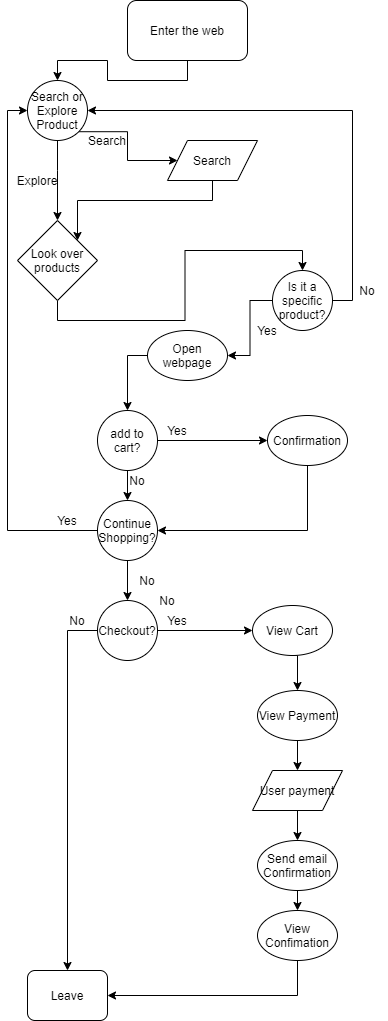 Enter the web
Search or
Explore
Product
Search
Search
Explore
Look over
products
Is it a
specific
product?
No
Yes
Open
webpage
add to
cart?
Yes
Confirmation
No
Continue
Shopping?
Yes
No
No
Checkout?
No
Yes
View Cart
View Payment
User payment
Send email
Confirmation
View
Confimation
Leave